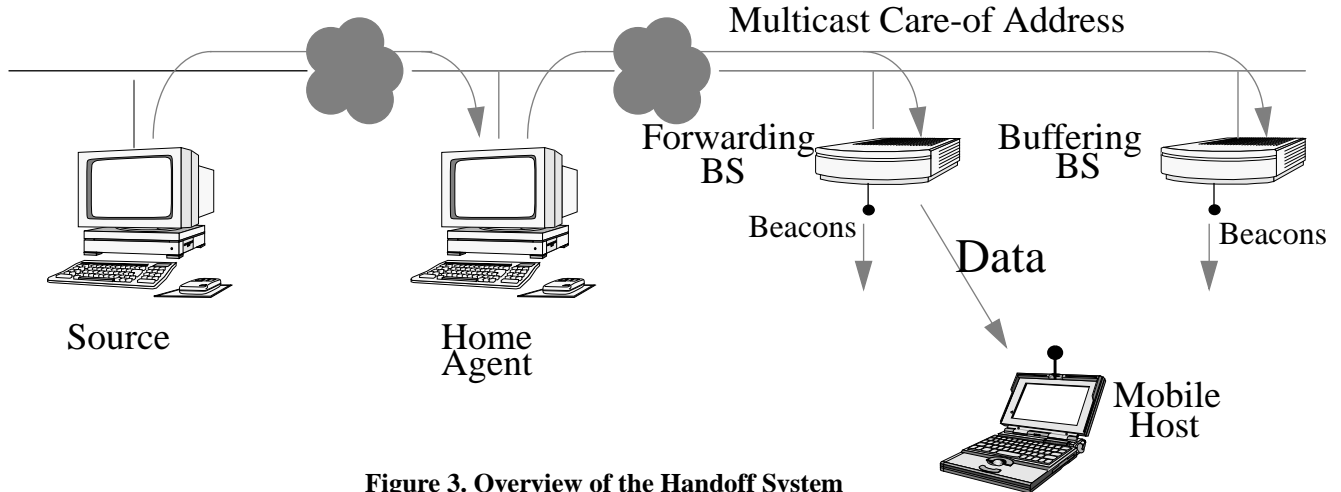 Multicast Care-of Address
Forwarding
BS
Buffering
BS
Beacons
Beacons
Data
Source
Home
Agent
Mobile
Host
Figure 3. Overview of the Handoff System